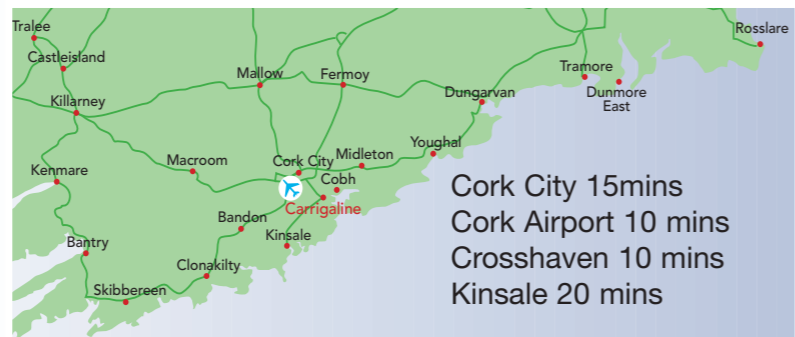 Tralee
Rosslare
Castleisland
Tramore
Mallow
Fermoy
Dungarvan
Dunmore
East
Killarney
Youghal
Macroom
Cork City
Midleton
Kenmare
Cobh
Carrigaline
Bandon
Kinsale
Bantry
Clonakilty
Skibbereen
Cork City 15mins
Cork Airport 10 mins
Crosshaven 10 mins
Kinsale 20 mins